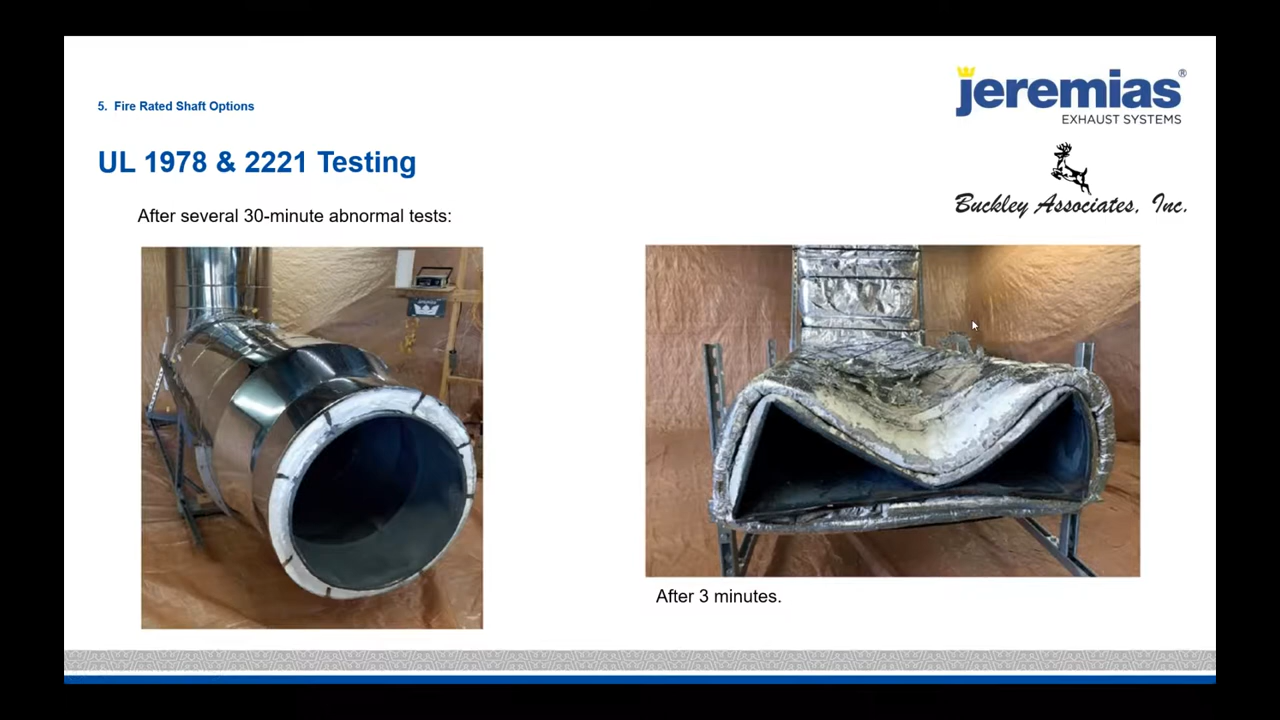 5. Fire Rated Shaft Options
jeremias®
EXHAUST SYSTEMS
UL 1978 & 2221 Testing
Buckley Associates, Inc.
After several 30-minute abnormal tests:
After 3 minutes.